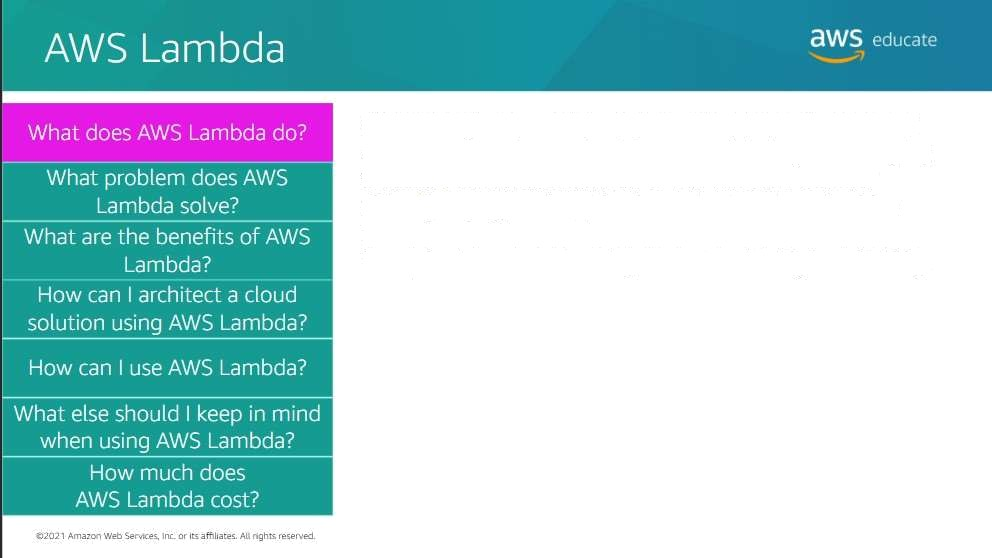 AWS Lambda
aws educate
What does AWS Lambda do?
What problem does AWS
Lambda solve?
What are the benefits of AWS
Lambda?
How can I architect a cloud
solution using AWS Lambda?
How can I use AWS Lambda?
What else should I keep in mind
when using AWS Lambda?
How much does
AWS Lambda cost?
©2021 Amazon Web Services, Inc. or its affiliates. All rights reserved.